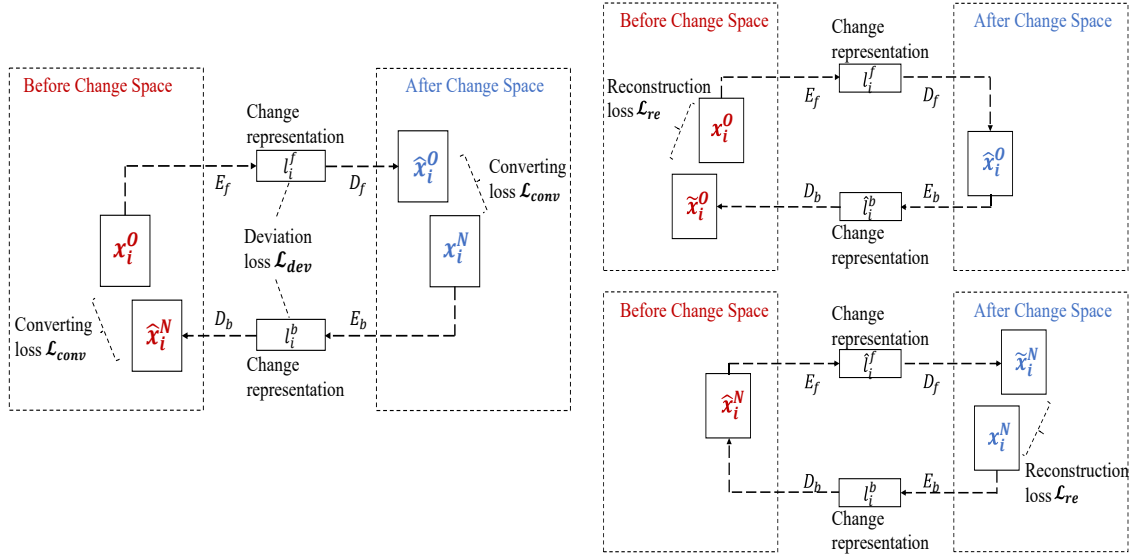 Before Change Space
After Change Space
Change
representation
l_i^f
E_f
D_f
x̂_i^O
Converting
loss ℒ_conv
x_i^O
x_i^N
Deviation
loss ℒ_dev
Converting
loss ℒ_conv
x̂_i^N
D_b
l_i^b
E_b
Change
representation
Before Change Space
Change
representation
After Change Space
Reconstruction
loss ℒ_re
l_i^f
E_f
D_f
x_i^O
x̂_i^O
x̃_i^O
D_b
l̂_i^b
E_b
Change
representation
Before Change Space
Change
representation
After Change Space
l̂_i^f
E_f
D_f
x̃_i^N
x̂_i^N
x_i^N
Reconstruction
loss ℒ_re
D_b
l_i^b
E_b
Change
representation